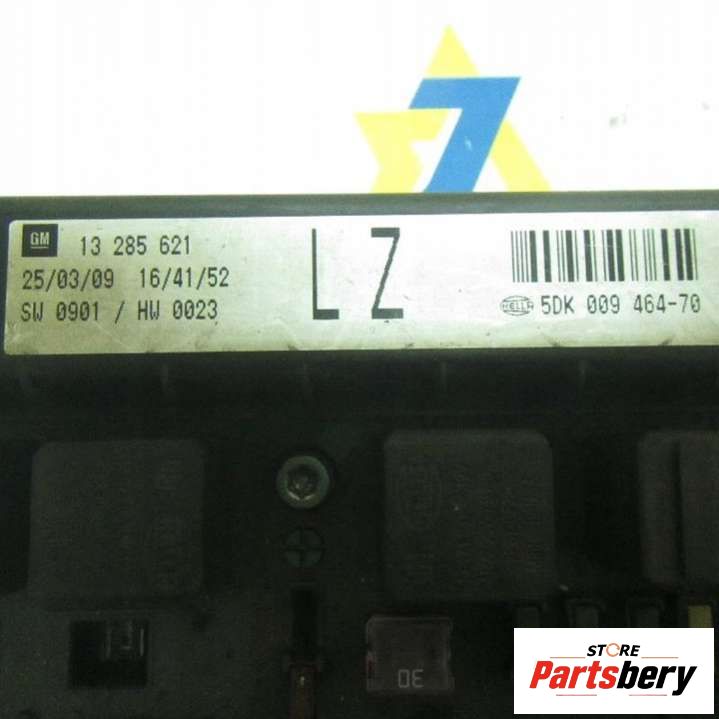 GM 13 285 621
25/03/09 16/41/52
SW 0901 / HW 0023
L Z
HELLA 5DK 009 464-70
30
STORE
Partsbery